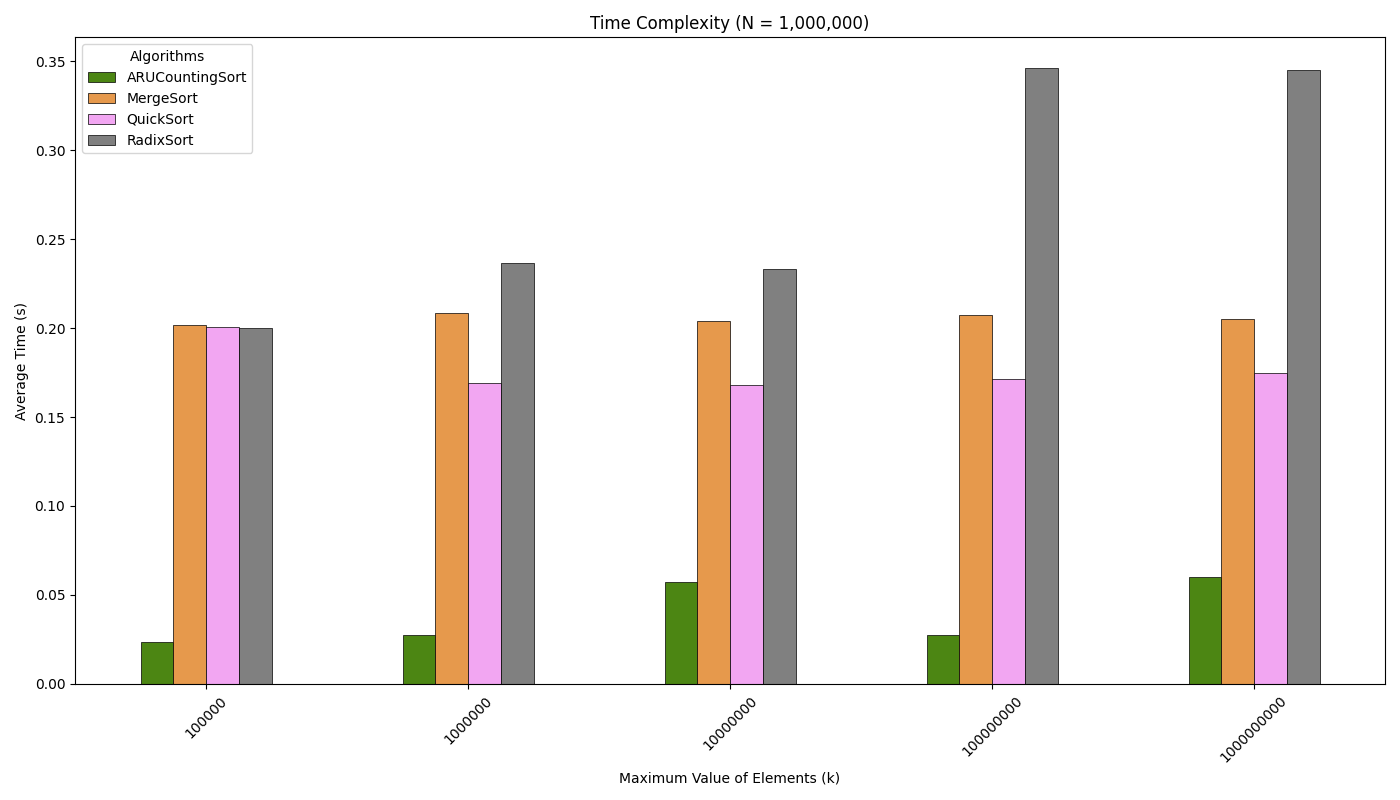 Time Complexity (N = 1,000,000)
Algorithms
ARUCountingSort
MergeSort
QuickSort
RadixSort
Average Time (s)
0.35
0.30
0.25
0.20
0.15
0.10
0.05
0.00
100000
1000000
10000000
100000000
1000000000
Maximum Value of Elements (k)